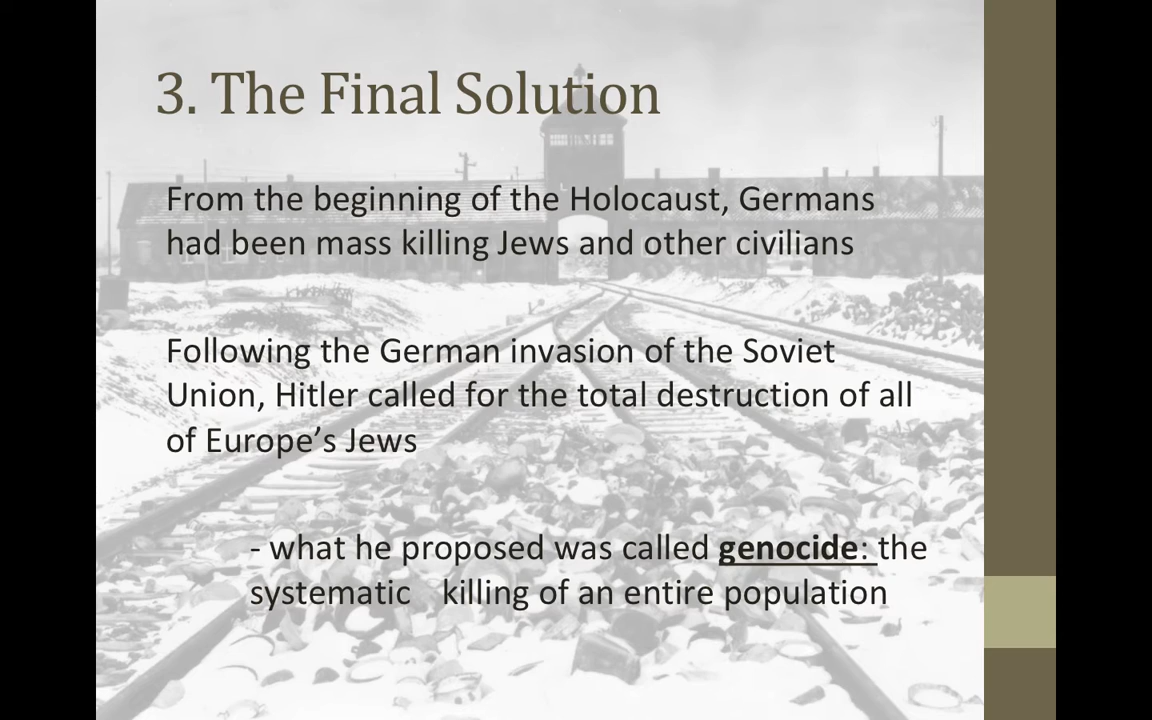 3. The Final Solution
From the beginning of the Holocaust, Germans
had been mass killing Jews and other civilians
Following the German invasion of the Soviet
Union, Hitler called for the total destruction of all
of Europe’s Jews
- what he proposed was called genocide: the
systematic killing of an entire population